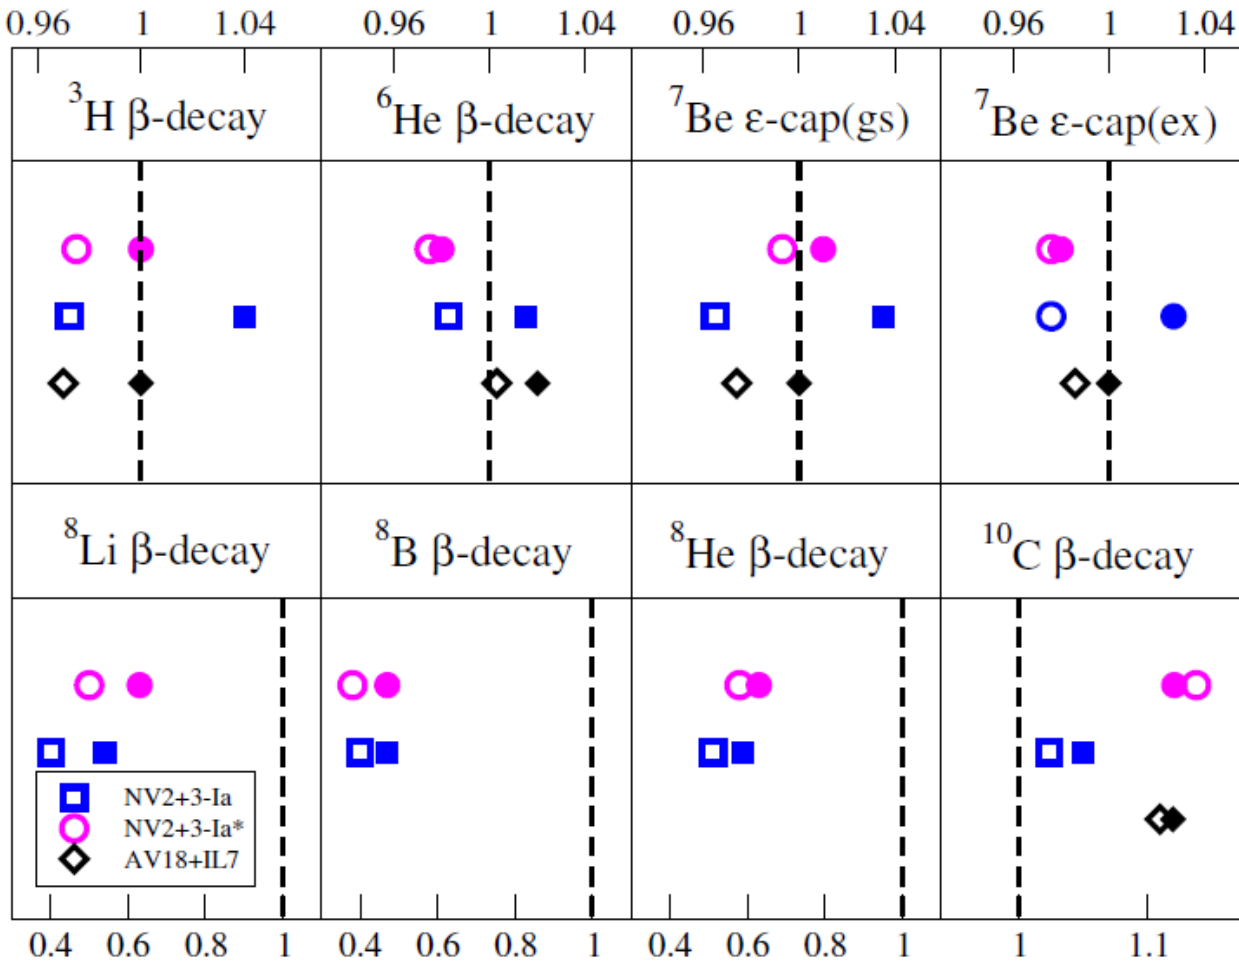 0.96 1 1.04 0.96 1 1.04 0.96 1 1.04 0.96 1 1.04
³H β-decay
⁶He β-decay
⁷Be ε-cap(gs)
⁷Be ε-cap(ex)
⁸Li β-decay
⁸B β-decay
⁸He β-decay
¹⁰C β-decay
NV2+3-Ia
NV2+3-Ia*
AV18+IL7
0.4 0.6 0.8 1 0.4 0.6 0.8 1 0.4 0.6 0.8 1 1 1.1